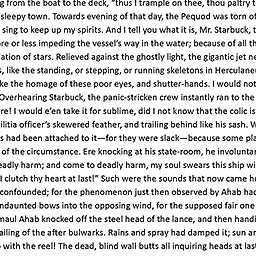 g from the boat to the deck, "thus I trample on thee, thou paltry t
sleepy town. Towards evening of that day, the Pequod was torn of
sing to keep up my spirits. And I tell you what it is, Mr. Starbuck, t
re or less impeding the vessel's way in the water; because of all th
ation of stars. Relieved against the ghostly light, the gigantic jet ne
, like the standing, or stepping, or running skeletons in Herculane
ke the homage of these poor eyes, and shutter-hands. I would not
Overhearing Starbuck, the panic-stricken crew instantly ran to the
re! I would e'en take it for sublime, did I not know that the colic is
ilitia officer's skewered feather, and trailing behind like his sash. W
s had been attached to it—for they were slack—because some pla
of the circumstance. Ere knocking at his state-room, he involuntar
eadly harm; and come to deadly harm, my soul swears this ship wi
I clutch thy heart at last!" Such were the sounds that now came h
confounded; for the phenomenon just then observed by Ahab had
ndaunted bows into the opposing wind, for the supposed fair one
maul Ahab knocked off the steel head of the lance, and then handi
ailing of the after bulwarks. Rains and spray had damped it; sun an
with the reel! The dead, blind wall butts all inquiring heads at las